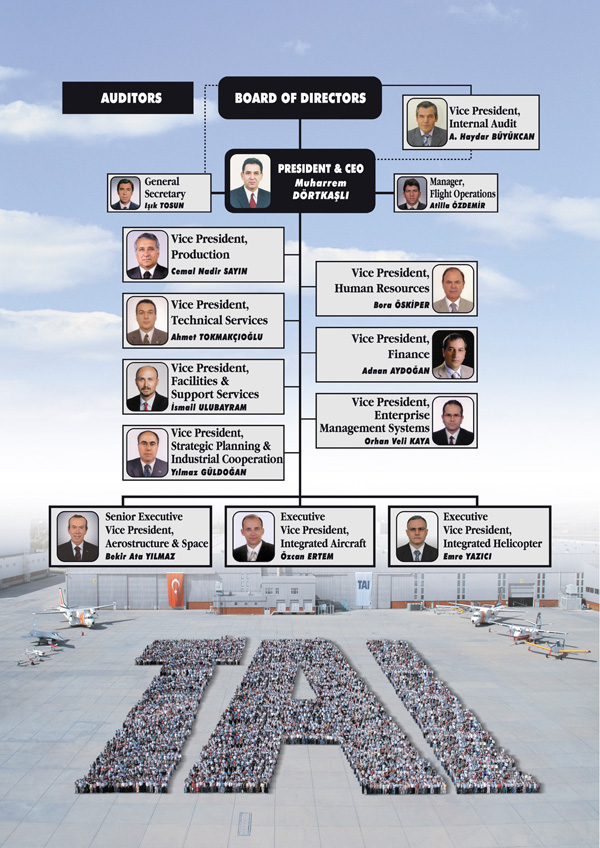 AUDITORS
BOARD OF DIRECTORS
Vice President,
Internal Audit
A. Haydar BÜYÜKCAN
PRESIDENT & CEO
Muharrem
DÖRTKAŞLI
General
Secretary
Işık TOSUN
Manager,
Flight Operations
Atilla ÖZDEMİR
Vice President,
Production
Cemal Nadir SAYIN
Vice President,
Human Resources
Bora ÖSKİPER
Vice President,
Technical Services
Ahmet TOKMAKÇIOĞLU
Vice President,
Finance
Adnan AYDOĞAN
Vice President,
Facilities &
Support Services
İsmail ULUBAYRAM
Vice President,
Enterprise
Management Systems
Orhan Veli KAYA
Vice President,
Strategic Planning &
Industrial Cooperation
Yılmaz GÜLDOĞAN
Senior Executive
Vice President,
Aerostructure & Space
Bekir Ata YILMAZ
Executive
Vice President,
Integrated Aircraft
Özcan ERTEM
Executive
Vice President,
Integrated Helicopter
Emre YAZICI
TAI
TAI